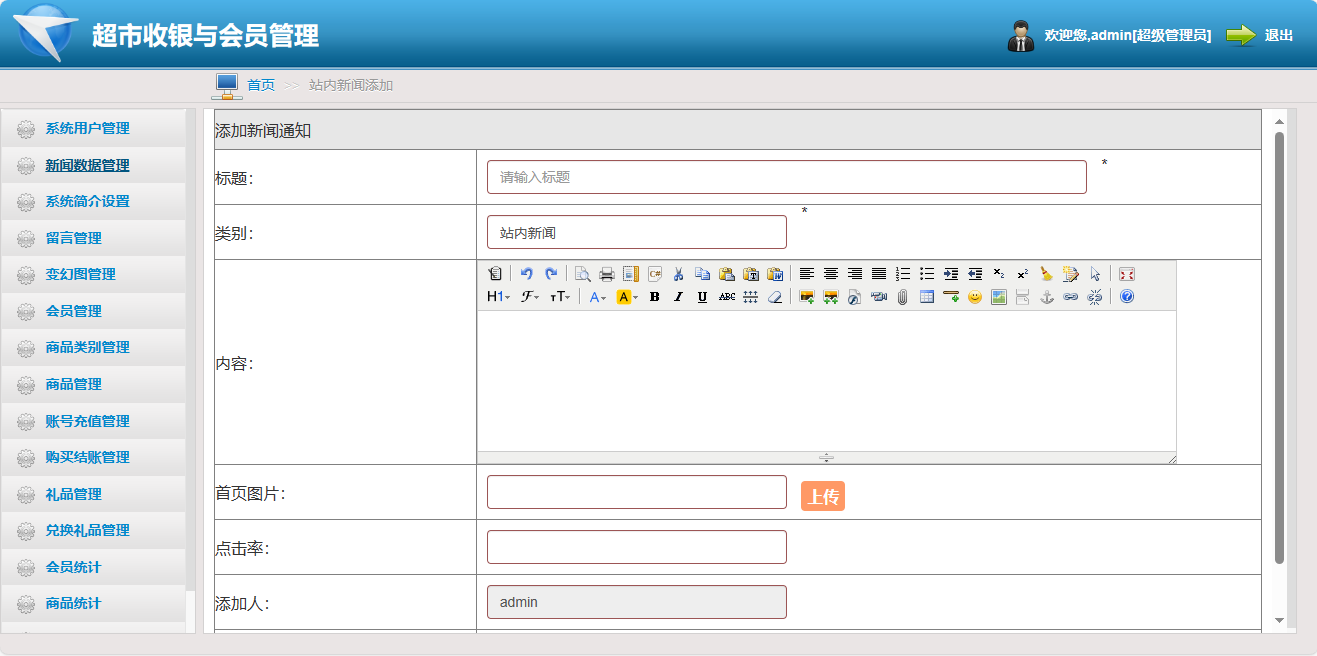 超市收银与会员管理
欢迎您,admin[超级管理员]
退出
首页 >> 站内新闻添加
系统用户管理
新闻数据管理
系统简介设置
留言管理
变幻图管理
会员管理
商品类别管理
商品管理
账号充值管理
购买结账管理
礼品管理
兑换礼品管理
会员统计
商品统计
添加新闻通知
标题：
请输入标题
*
类别：
站内新闻
*
内容：
H1 F TT A A B I U ABC
首页图片：
上传
点击率：
添加人：
admin